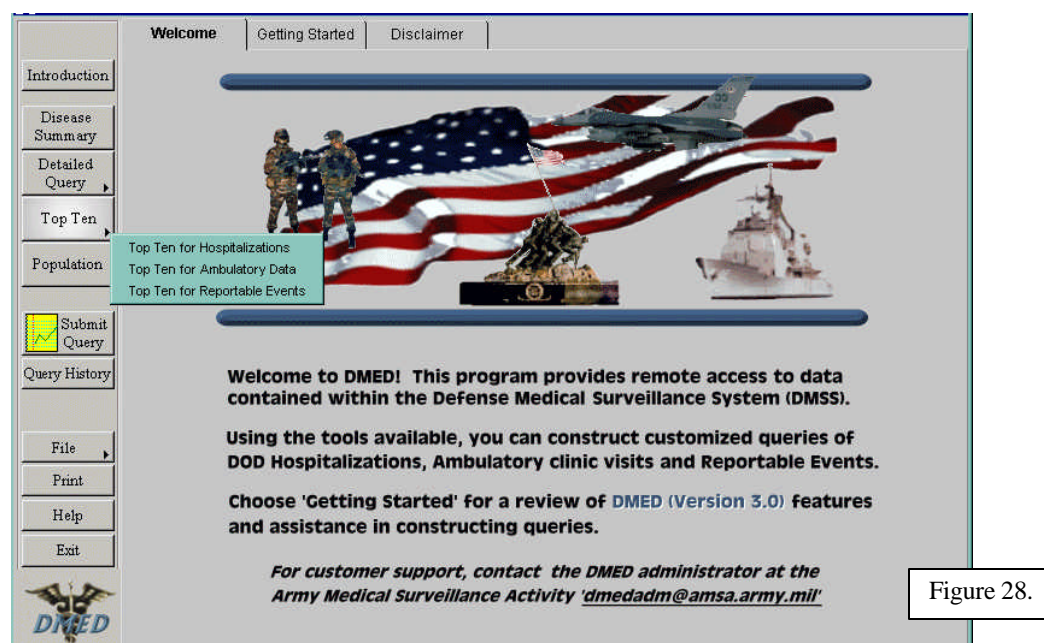 Welcome
Getting Started
Disclaimer
Introduction
Disease
Summary
Detailed
Query
Top Ten
Top Ten for Hospitalizations
Top Ten for Ambulatory Data
Top Ten for Reportable Events
Population
Submit
Query
Query History
File
Print
Help
Exit
DMED
Welcome to DMED! This program provides remote access to data
contained within the Defense Medical Surveillance System (DMSS).
Using the tools available, you can construct customized queries of
DOD Hospitalizations, Ambulatory clinic visits and Reportable Events.
Choose 'Getting Started' for a review of DMED (Version 3.0) features
and assistance in constructing queries.
For customer support, contact the DMED administrator at the
Army Medical Surveillance Activity 'dmedadm@amsa.army.mil'
Figure 28.